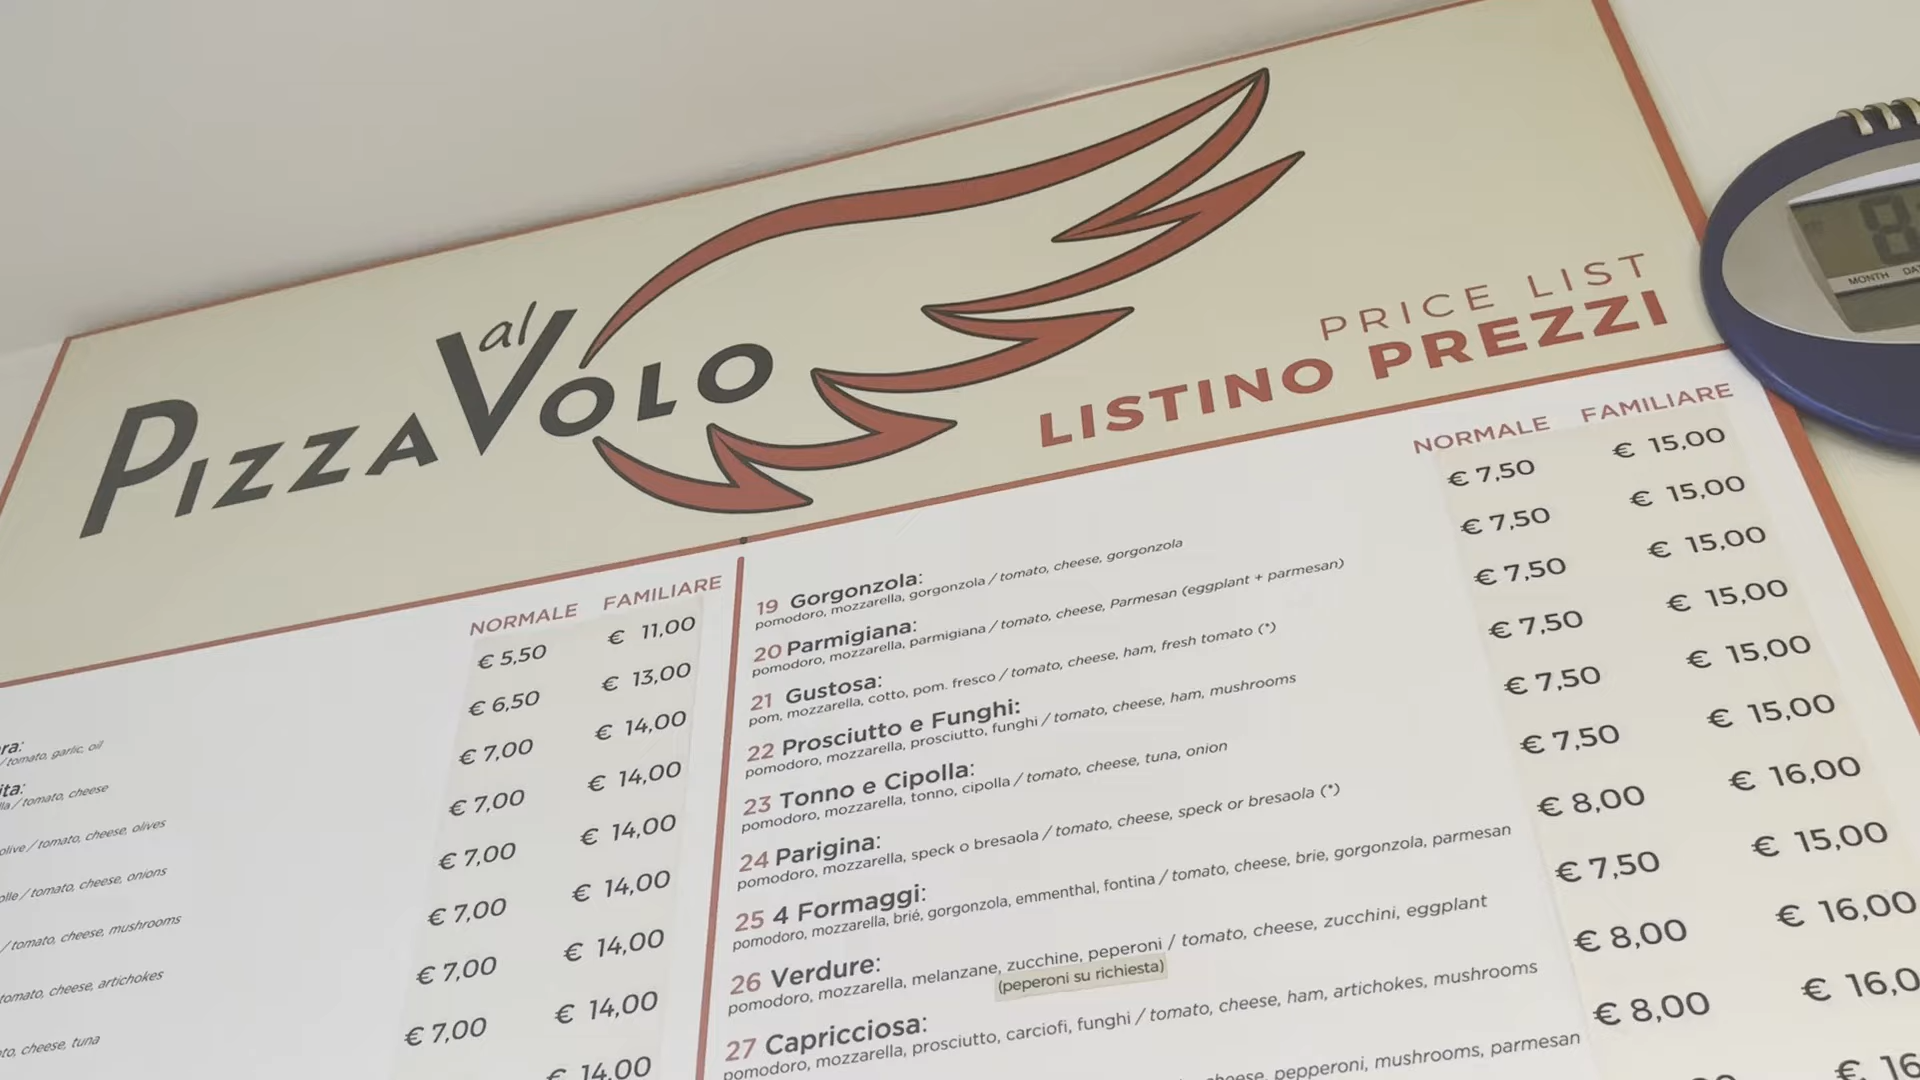 PIZZA al VOLO
PRICE LIST
LISTINO PREZZI
NORMALE FAMILIARE
€ 5,50 € 11,00
€ 6,50 € 13,00
€ 7,00 € 14,00
€ 7,00 € 14,00
€ 7,00 € 14,00
€ 7,00 € 14,00
€ 7,00 € 14,00
€ 7,00 € 14,00
€ 14,00
/ tomato, garlic, oil
/ tomato, cheese
olive / tomato, cheese, olives
/ tomato, cheese, onions
/ tomato, cheese, mushrooms
tomato, cheese, artichokes
cheese, tuna
NORMALE FAMILIARE
19 Gorgonzola:
pomodoro, mozzarella, gorgonzola / tomato, cheese, gorgonzola
20 Parmigiana:
pomodoro, mozzarella, parmigiana / tomato, cheese, Parmesan (eggplant + parmesan)
21 Gustosa:
pom, mozzarella, cotto, pom. fresco / tomato, cheese, ham, fresh tomato (*)
22 Prosciutto e Funghi:
pomodoro, mozzarella, prosciutto, funghi / tomato, cheese, ham, mushrooms
23 Tonno e Cipolla:
pomodoro, mozzarella, tonno, cipolla / tomato, cheese, tuna, onion
24 Parigina:
pomodoro, mozzarella, speck o bresaola / tomato, cheese, speck or bresaola (*)
25 4 Formaggi:
pomodoro, mozzarella, brié, gorgonzola, emmenthal, fontina / tomato, cheese, brie, gorgonzola, parmesan
26 Verdure:
pomodoro, mozzarella, melanzane, zucchine, peperoni / tomato, cheese, zucchini, eggplant
(peperoni su richiesta)
27 Capricciosa:
pomodoro, mozzarella, prosciutto, carciofi, funghi / tomato, cheese, ham, artichokes, mushrooms
pepperoni, mushrooms, parmesan
€ 7,50 € 15,00
€ 7,50 € 15,00
€ 7,50 € 15,00
€ 7,50 € 15,00
€ 7,50 € 15,00
€ 7,50 € 15,00
€ 8,00 € 16,00
€ 7,50 € 15,00
€ 8,00 € 16,00
€ 8,00 € 16,0
€ 16
MONTH